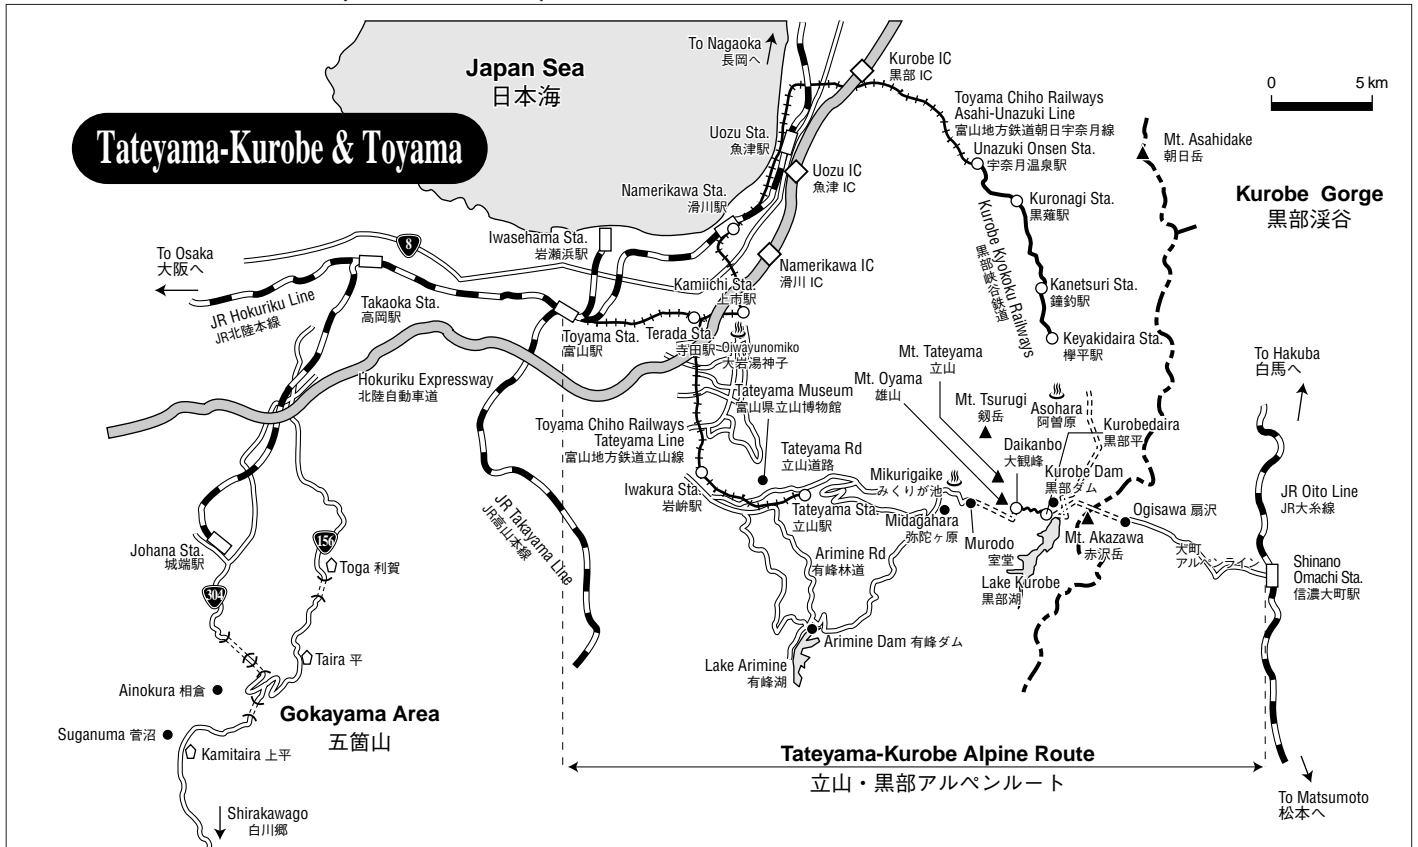 Tateyama-Kurobe & Toyama
Japan Sea
日本海
To Nagaoka
長岡へ
Kurobe IC
黒部 IC
0
5 km
Toyama Chiho Railways
Asahi-Unazuki Line
富山地方鉄道朝日宇奈月線
Unazuki Onsen Sta.
宇奈月温泉駅
Mt. Asahidake
朝日岳
Kurobe Gorge
黒部渓谷
Uozu Sta.
魚津駅
Uozu IC
魚津 IC
Namerikawa Sta.
滑川駅
Kuronagi Sta.
黒薙駅
Kurobe Kyokoku Railways
黒部峡谷鉄道
Iwasehama Sta.
岩瀬浜駅
8
To Osaka
大阪へ
Namerikawa IC
滑川 IC
Kamiichi Sta.
上市駅
Kanetsuri Sta.
鐘釣駅
JR Hokuriku Line
JR北陸本線
Takaoka Sta.
高岡駅
Toyama Sta.
富山駅
Terada Sta.
寺田駅
Oiwayunomiko
大岩湯神子
Keyakidaira Sta.
欅平駅
Mt. Tateyama
立山
Mt. Oyama
雄山
To Hakuba
白馬へ
Hokuriku Expressway
北陸自動車道
Tateyama Museum
富山県立山博物館
Mt. Tsurugi
剱岳
Asohara
阿曽原
Kurobedaira
黒部平
Toyama Chiho Railways
Tateyama Line
富山地方鉄道立山線
Tateyama Rd
立山道路
Daikanbo
大観峰
Kurobe Dam
黒部ダム
Mikurigaike
みくりが池
Iwakura Sta.
岩峅駅
Tateyama Sta.
立山駅
Midagahara
弥陀ヶ原
Murodo
室堂
Mt. Akazawa
赤沢岳
Ogisawa 扇沢
JR Oito Line
JR大糸線
JR Takayama Line
JR高山本線
Johana Sta.
城端駅
156
Toga 利賀
304
Arimine Rd
有峰林道
Lake Kurobe
黒部湖
大町
アルペンライン
Shinano
Omachi Sta.
信濃大町駅
Arimine Dam 有峰ダム
Lake Arimine
有峰湖
Taira 平
Ainokura 相倉
Gokayama Area
五箇山
Suganuma 菅沼
Kamitaira 上平
Tateyama-Kurobe Alpine Route
立山・黒部アルペンルート
To Matsumoto
松本へ
Shirakawago
白川郷